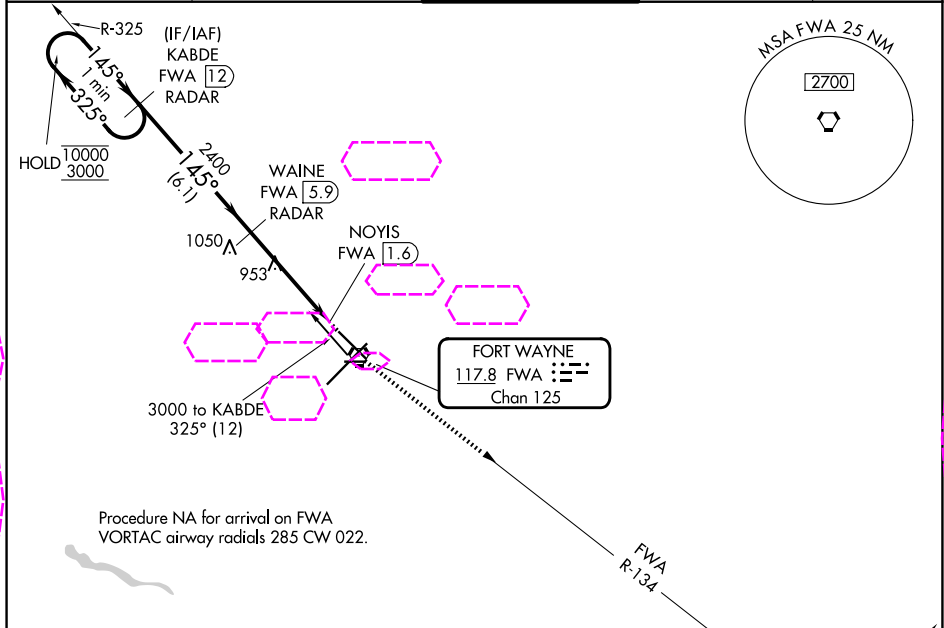 R-325
(IF/IAF)
KABDE
FWA 12
RADAR
145°
1 min
325°
HOLD 10000
3000
2400
145°
(6.1)
WAINE
FWA 5.9
RADAR
1050
953
NOYIS
FWA 1.6
MSA FWA 25 NM
2700
FORT WAYNE
117.8 FWA
Chan 125
3000 to KABDE
325° (12)
Procedure NA for arrival on FWA
VORTAC airway radials 285 CW 022.
FWA
R-134